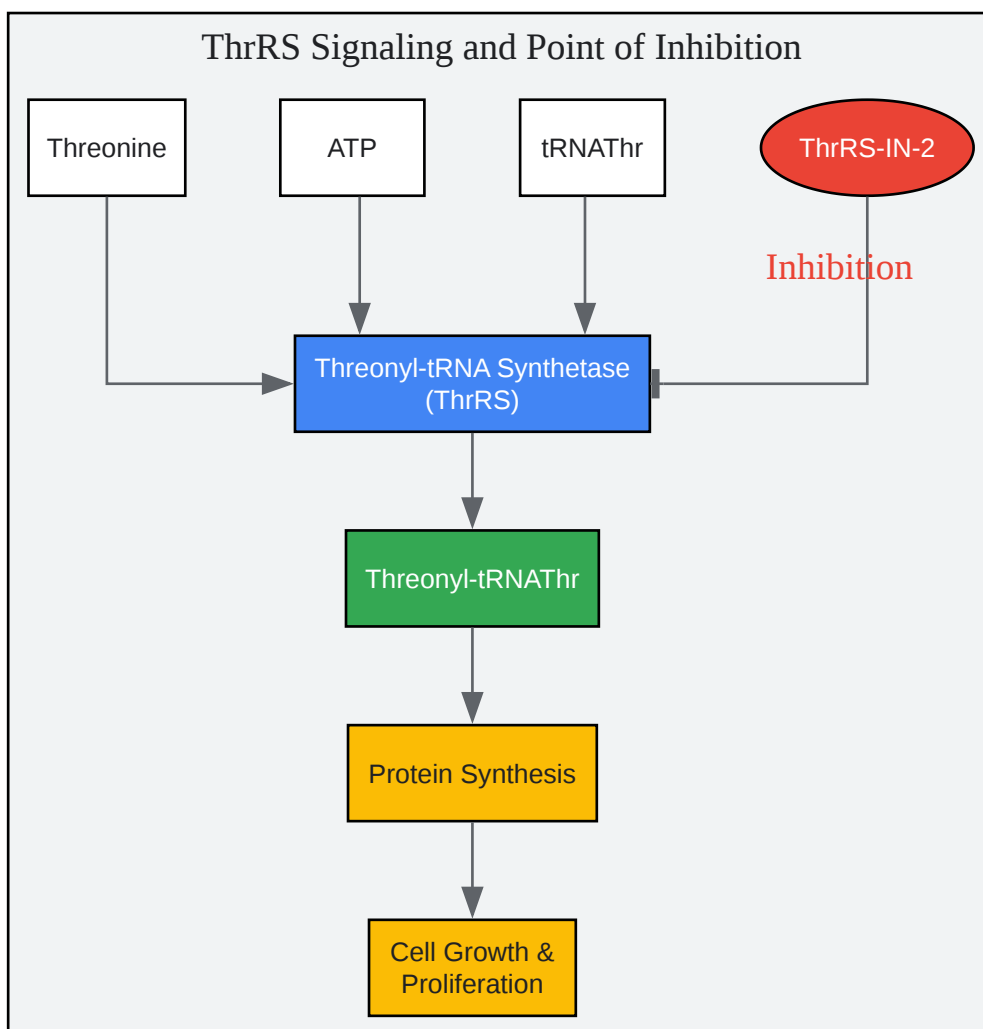 ThrRS Signaling and Point of Inhibition
Threonine
ATP
tRNAThr
ThrRS-IN-2
Inhibition
Threonyl-tRNA Synthetase
(ThrRS)
Threonyl-tRNAThr
Protein Synthesis
Cell Growth &
Proliferation